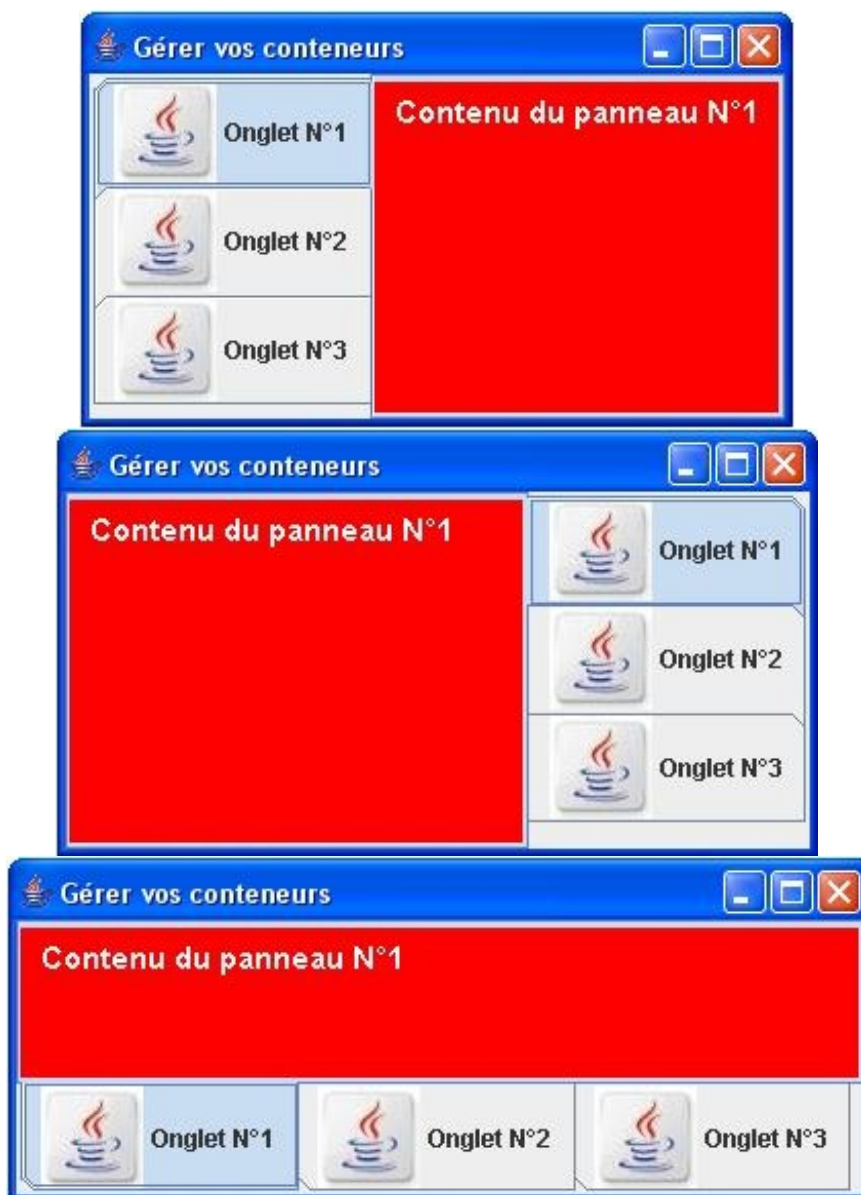 Gérer vos conteneurs
Onglet N°1
Contenu du panneau N°1
Onglet N°2
Onglet N°3
Gérer vos conteneurs
Contenu du panneau N°1
Onglet N°1
Onglet N°2
Onglet N°3
Gérer vos conteneurs
Contenu du panneau N°1
Onglet N°1 Onglet N°2 Onglet N°3